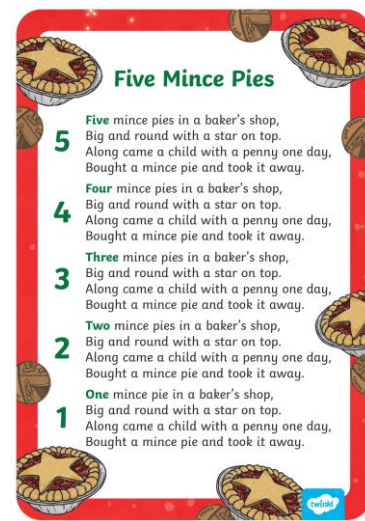 Five Mince Pies
5
Five mince pies in a baker's shop,
Big and round with a star on top.
Along came a child with a penny one day,
Bought a mince pie and took it away.
4
Four mince pies in a baker's shop,
Big and round with a star on top.
Along came a child with a penny one day,
Bought a mince pie and took it away.
3
Three mince pies in a baker's shop,
Big and round with a star on top.
Along came a child with a penny one day,
Bought a mince pie and took it away.
2
Two mince pies in a baker's shop,
Big and round with a star on top.
Along came a child with a penny one day,
Bought a mince pie and took it away.
1
One mince pie in a baker's shop,
Big and round with a star on top.
Along came a child with a penny one day,
Bought a mince pie and took it away.
twinkl